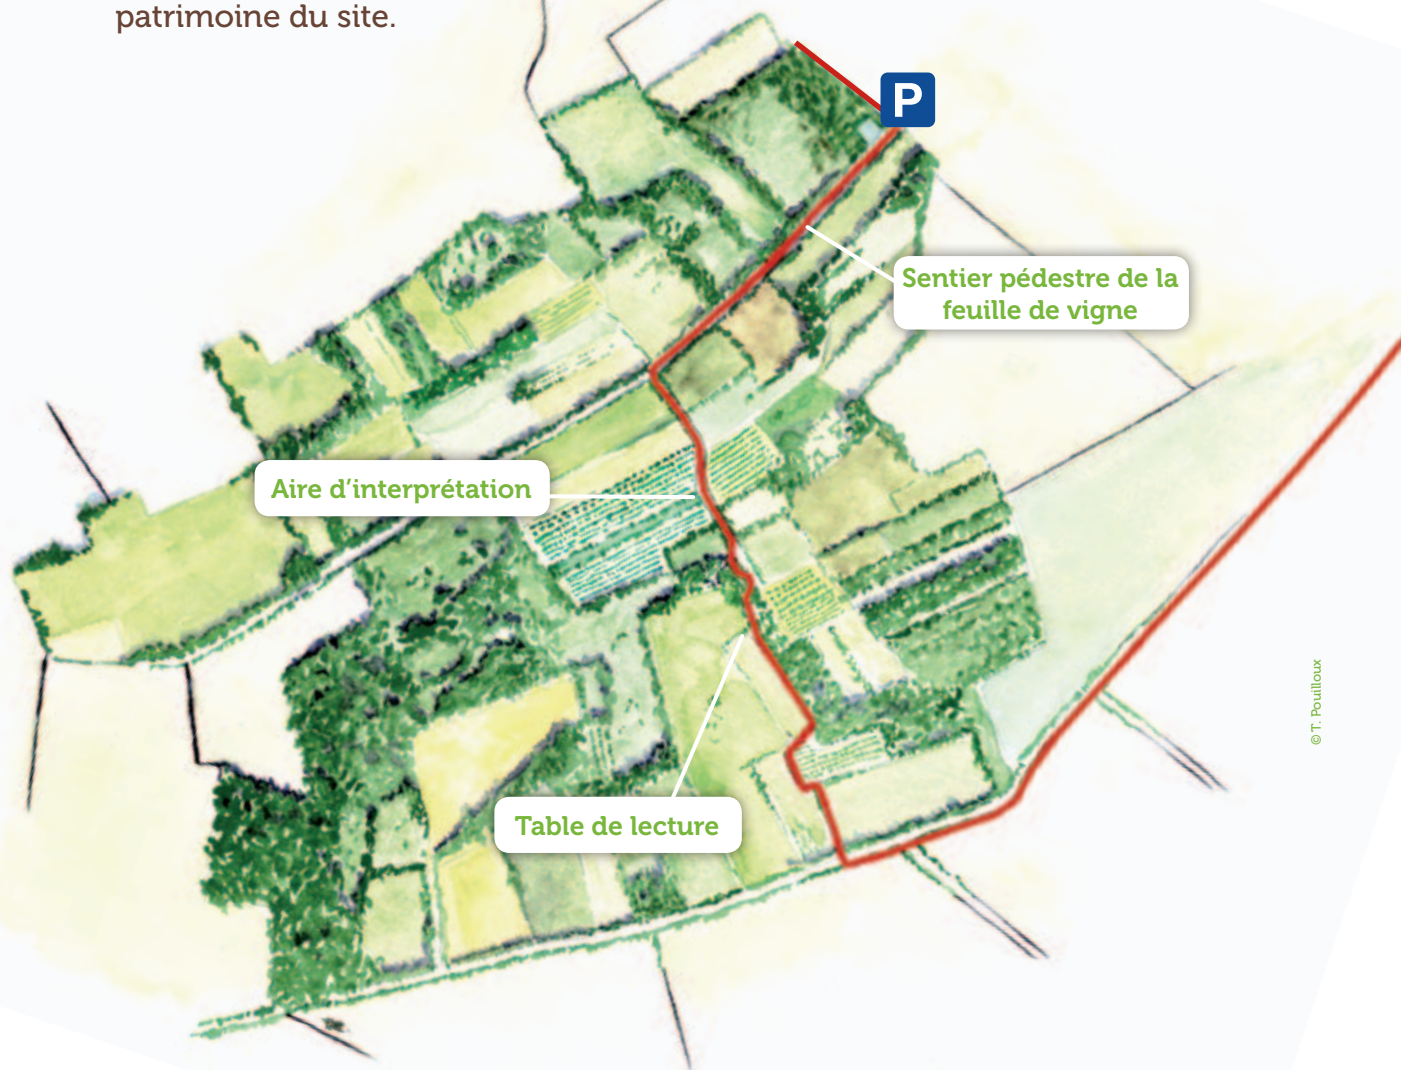 patrimoine du site.
P
Sentier pédestre de la
feuille de vigne
Aire d’interprétation
Table de lecture
© T. Pouilloux